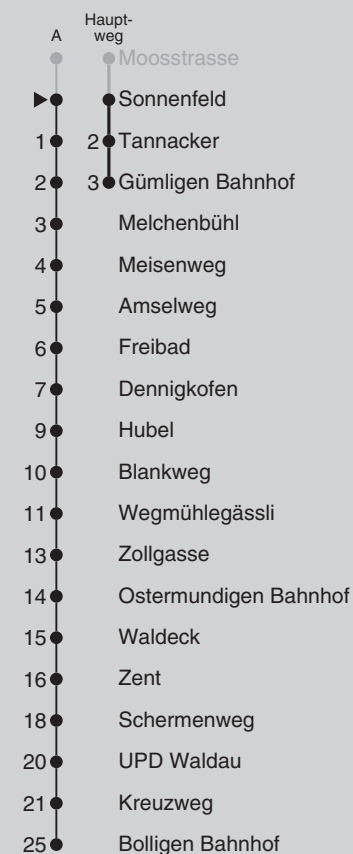 A Haupt-
weg
Moosstrasse
Sonnenfeld
1 2 Tannacker
2 3 Gümligen Bahnhof
3 Melchenbühl
4 Meisenweg
5 Amselweg
6 Freibad
7 Dennigkofen
9 Hubel
10 Blankweg
11 Wegmühlegässli
13 Zollgasse
14 Ostermundigen Bahnhof
15 Waldeck
16 Zent
18 Schermenweg
20 UPD Waldau
21 Kreuzweg
25 Bolligen Bahnhof